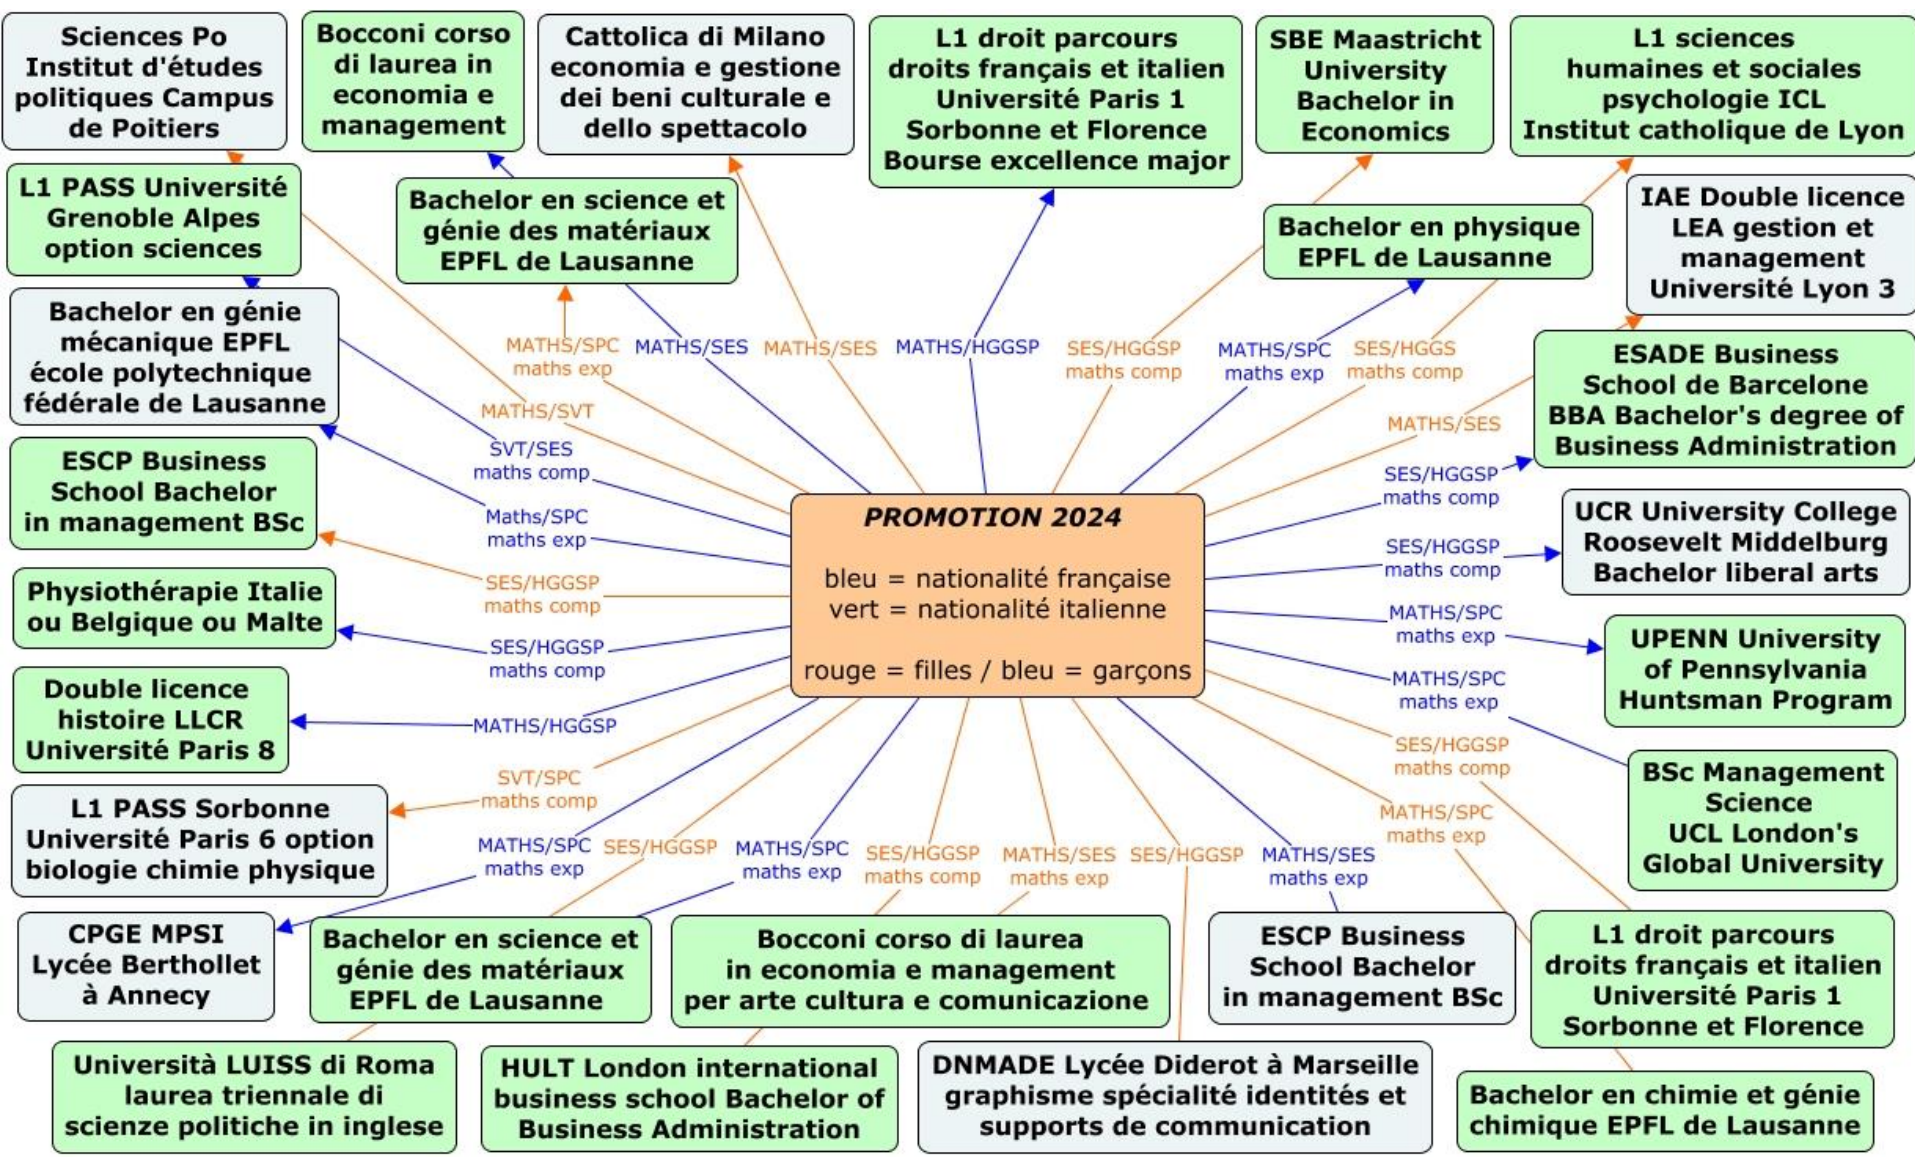 Sciences Po
Institut d'études
politiques Campus
de Poitiers
Bocconi corso
di laurea in
economia e
management
Cattolica di Milano
economia e gestione
dei beni culturale e
dello spettacolo
L1 droit parcours
droits français et italien
Université Paris 1
Sorbonne et Florence
Bourse excellence major
SBE Maastricht
University
Bachelor in
Economics
L1 sciences
humaines et sociales
psychologie ICL
Institut catholique de Lyon
L1 PASS Université
Grenoble Alpes
option sciences
Bachelor en science et
génie des matériaux
EPFL de Lausanne
Bachelor en physique
EPFL de Lausanne
IAE Double licence
LEA gestion et
management
Université Lyon 3
Bachelor en génie
mécanique EPFL
école polytechnique
fédérale de Lausanne
MATHS/SPC
maths exp
MATHS/SES
MATHS/SES
MATHS/HGGSP
SES/HGGSP
maths comp
MATHS/SPC
maths exp
SES/HGGS
maths comp
ESADE Business
School de Barcelone
BBA Bachelor's degree of
Business Administration
MATHS/SVT
MATHS/SES
SVT/SES
maths comp
SES/HGGSP
maths comp
ESCP Business
School Bachelor
in management BSc
Maths/SPC
maths exp
PROMOTION 2024
bleu = nationalité française
vert = nationalité italienne
rouge = filles / bleu = garçons
SES/HGGSP
maths comp
UCR University College
Roosevelt Middelburg
Bachelor liberal arts
SES/HGGSP
maths comp
Physiothérapie Italie
ou Belgique ou Malte
SES/HGGSP
maths comp
MATHS/SPC
maths exp
UPENN University
of Pennsylvania
Huntsman Program
Double licence
histoire LLCR
Université Paris 8
MATHS/HGGSP
MATHS/SPC
maths exp
SVT/SPC
maths comp
SES/HGGSP
maths comp
BSc Management
Science
UCL London's
Global University
L1 PASS Sorbonne
Université Paris 6 option
biologie chimie physique
MATHS/SPC
maths exp
SES/HGGSP
MATHS/SPC
maths exp
SES/HGGSP
maths comp
MATHS/SES
maths exp
SES/HGGSP
MATHS/SES
maths exp
MATHS/SPC
maths exp
CPGE MPSI
Lycée Berthollet
à Annecy
Bachelor en science et
génie des matériaux
EPFL de Lausanne
Bocconi corso di laurea
in economia e management
per arte cultura e comunicazione
ESCP Business
School Bachelor
in management BSc
L1 droit parcours
droits français et italien
Université Paris 1
Sorbonne et Florence
Università LUISS di Roma
laurea triennale di
scienze politiche in inglese
HULT London international
business school Bachelor of
Business Administration
DNMADE Lycée Diderot à Marseille
graphisme spécialité identités et
supports de communication
Bachelor en chimie et génie
chimique EPFL de Lausanne